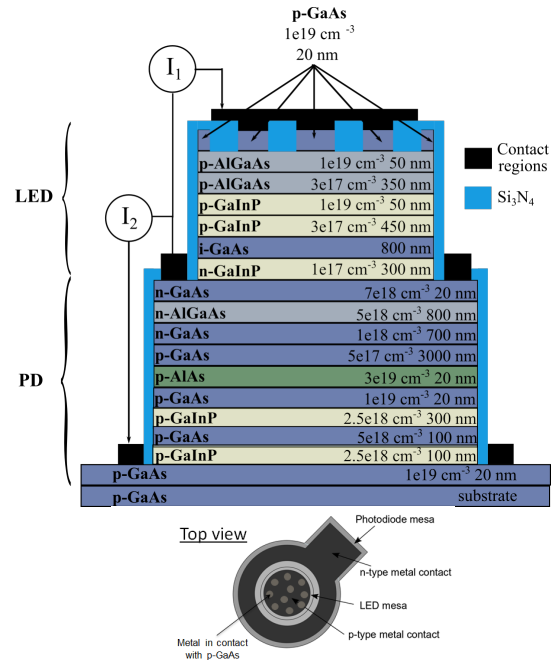 p-GaAs
1e19 cm⁻³
20 nm
I₁
Contact
regions
Si₃N₄
LED
I₂
PD
p-AlGaAs 1e19 cm⁻³ 50 nm
p-AlGaAs 3e17 cm⁻³ 350 nm
p-GaInP 1e19 cm⁻³ 50 nm
p-GaInP 3e17 cm⁻³ 450 nm
i-GaAs 800 nm
n-GaInP 1e17 cm⁻³ 300 nm
n-GaAs 7e18 cm⁻³ 20 nm
n-AlGaAs 5e18 cm⁻³ 800 nm
n-GaAs 1e18 cm⁻³ 700 nm
p-GaAs 5e17 cm⁻³ 3000 nm
p-AlAs 3e19 cm⁻³ 20 nm
p-GaAs 1e19 cm⁻³ 20 nm
p-GaInP 2.5e18 cm⁻³ 300 nm
p-GaAs 5e18 cm⁻³ 100 nm
p-GaInP 2.5e18 cm⁻³ 100 nm
p-GaAs 1e19 cm⁻³ 20 nm
p-GaAs substrate
Top view
Photodiode mesa
n-type metal contact
LED mesa
p-type metal contact
Metal in contact
with p-GaAs